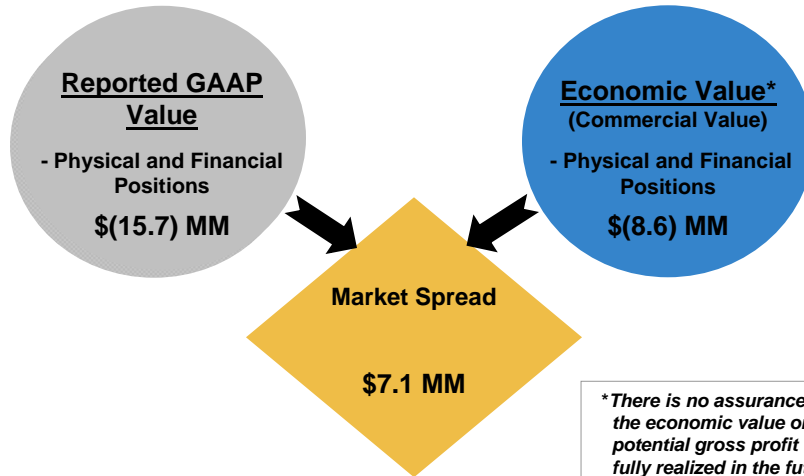 Reported GAAP
Value
- Physical and Financial
Positions
$(15.7) MM
Economic Value*
(Commercial Value)
- Physical and Financial
Positions
$(8.6) MM
Market Spread
$7.1 MM
*There is no assurance
the economic value o
potential gross profit
fully realized in the fu